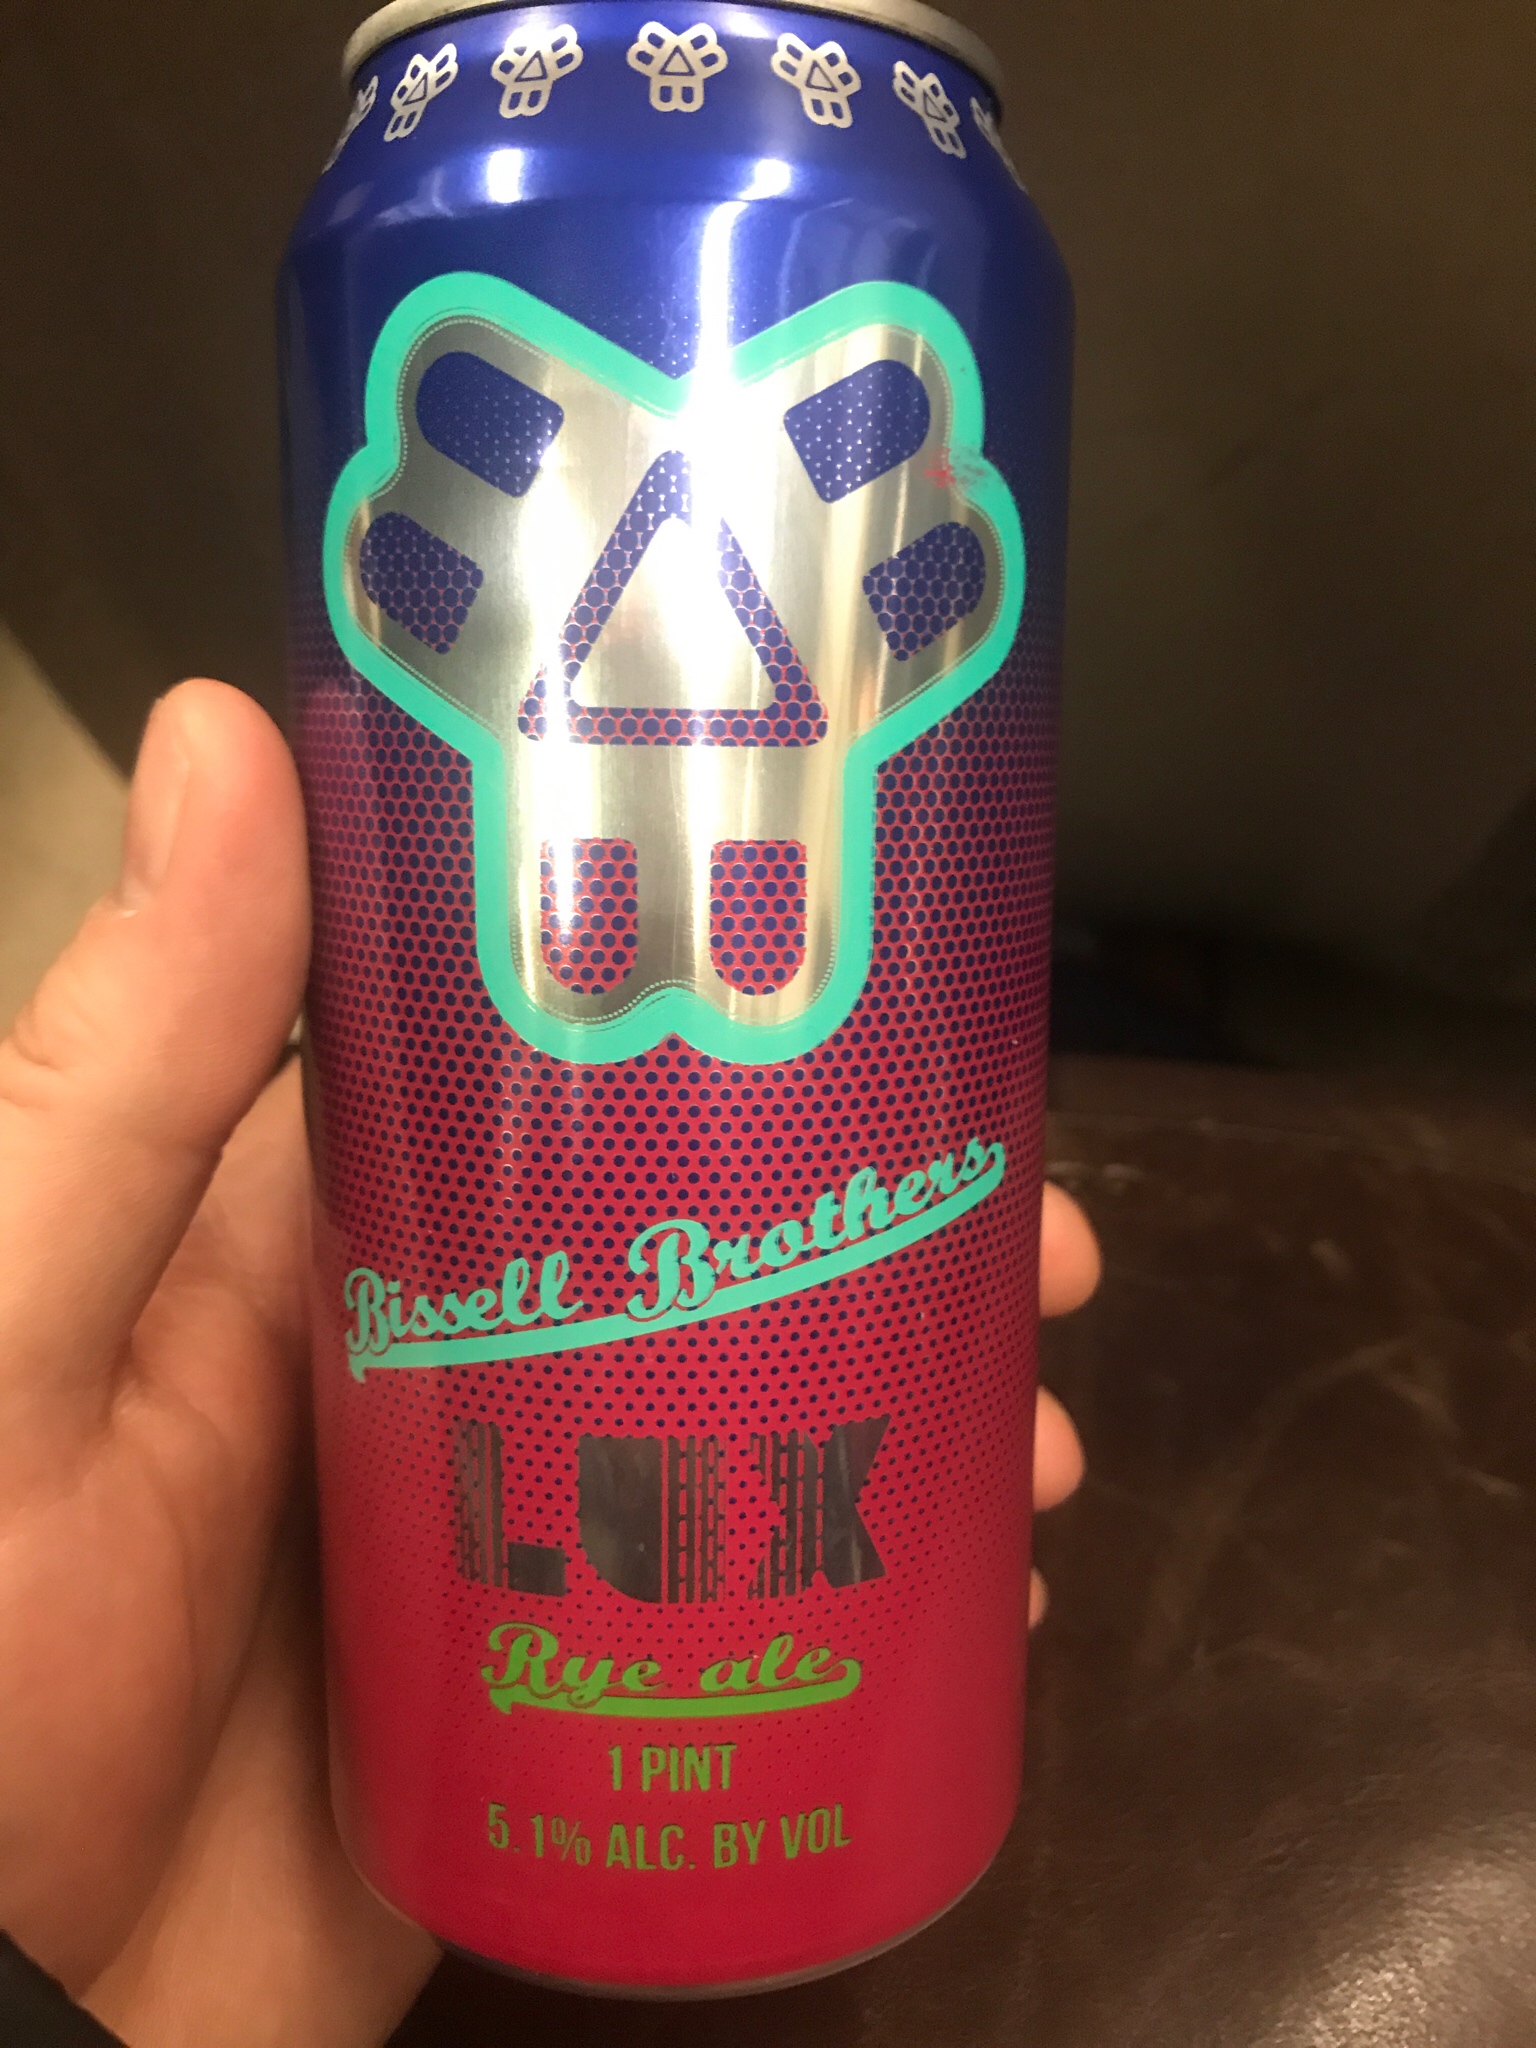 Bissell Brothers
LUX
Rye ale
1 PINT
5.1% ALC. BY VOL